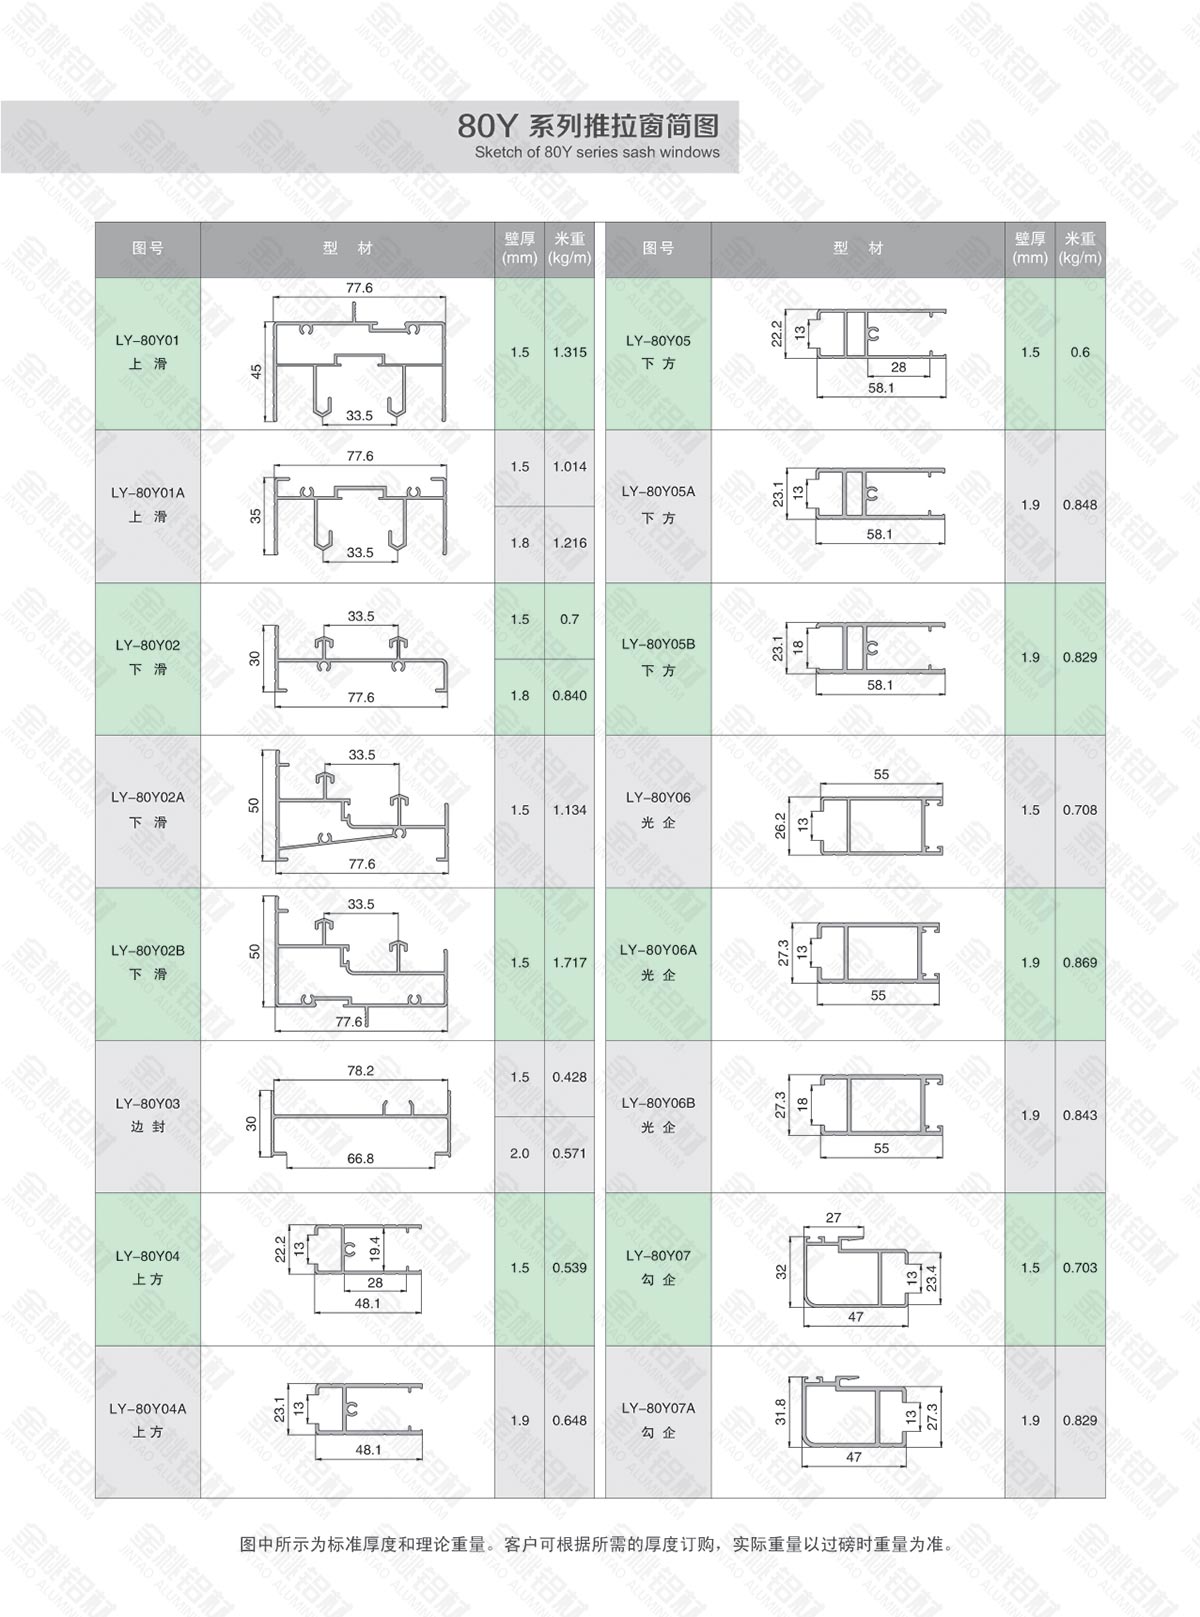 80Y 系列推拉窗简图
Sketch of 80Y series sash windows
图号 型 材 壁厚(mm) 米重(kg/m)
LY-80Y01
上 滑
77.6
45
33.5
1.5 1.315
LY-80Y01A
上 滑
77.6
35
33.5
1.5 1.014
1.8 1.216
LY-80Y02
下 滑
33.5
30
77.6
1.5 0.7
1.8 0.840
LY-80Y02A
下 滑
33.5
50
77.6
1.5 1.134
LY-80Y02B
下 滑
33.5
50
77.6
1.5 1.717
LY-80Y03
边 封
78.2
30
66.8
1.5 0.428
2.0 0.571
LY-80Y04
上 方
22.2
13
19.4
28
48.1
1.5 0.539
LY-80Y04A
上 方
23.1
13
48.1
1.9 0.648
图号 型 材 壁厚(mm) 米重(kg/m)
LY-80Y05
下 方
22.2
13
28
58.1
1.5 0.6
LY-80Y05A
下 方
23.1
13
58.1
1.9 0.848
LY-80Y05B
下 方
23.1
18
58.1
1.9 0.829
LY-80Y06
光 企
55
26.2
13
1.5 0.708
LY-80Y06A
光 企
27.3
13
55
1.9 0.869
LY-80Y06B
光 企
27.3
18
55
1.9 0.843
LY-80Y07
勾 企
27
32
13
23.4
47
1.5 0.703
LY-80Y07A
勾 企
31.8
13
27.3
47
1.9 0.829
图中所示为标准厚度和理论重量。客户可根据所需的厚度订购，实际重量以过磅时重量为准。
金桃铝材
JINTAO ALUMINIUM